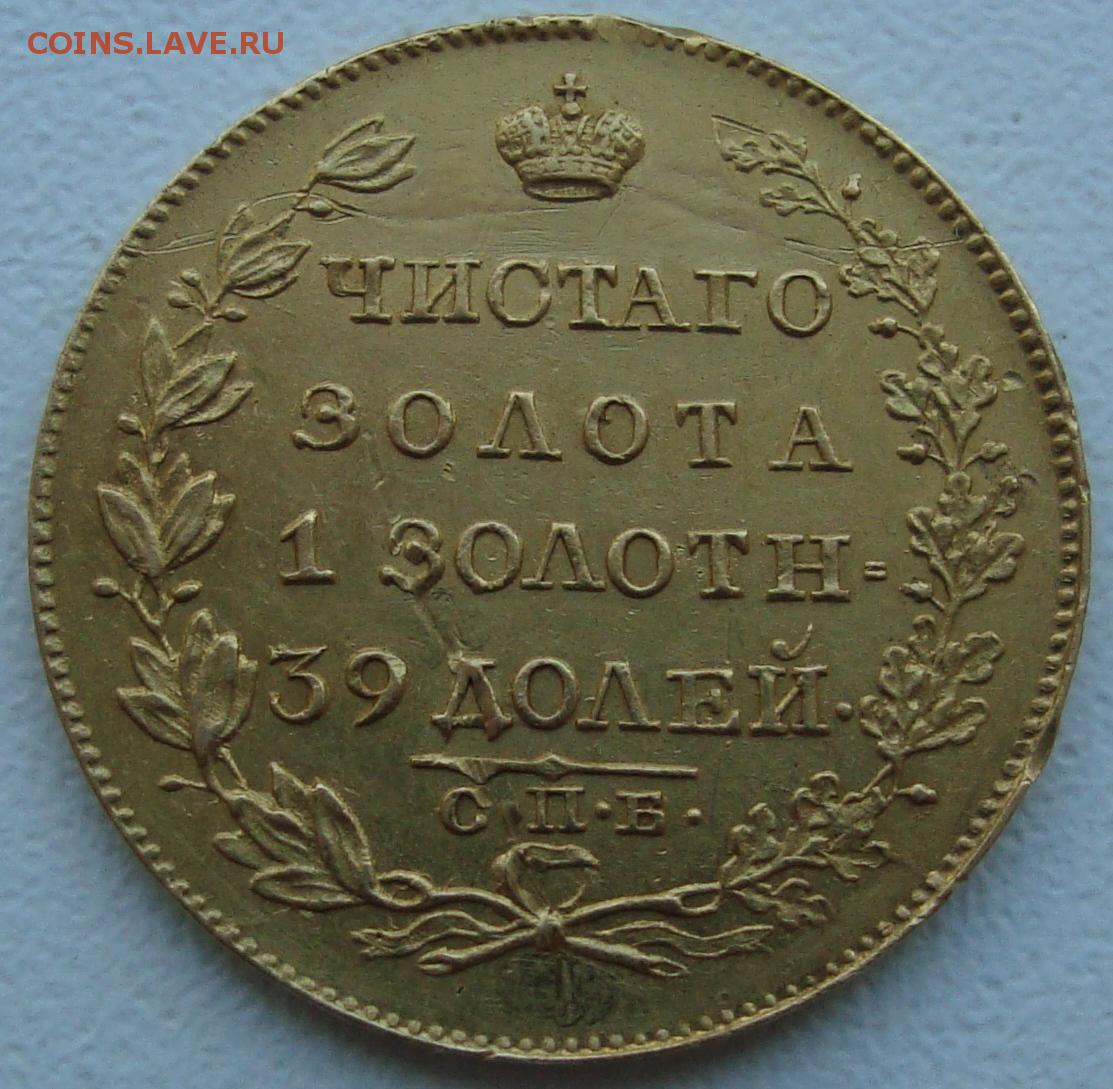 COINS.LAVE.RU
ЧИСТАГО
ЗОЛОТА
1 ЗОЛОТН=
39 ДОЛЕЙ.
С•П•Б•